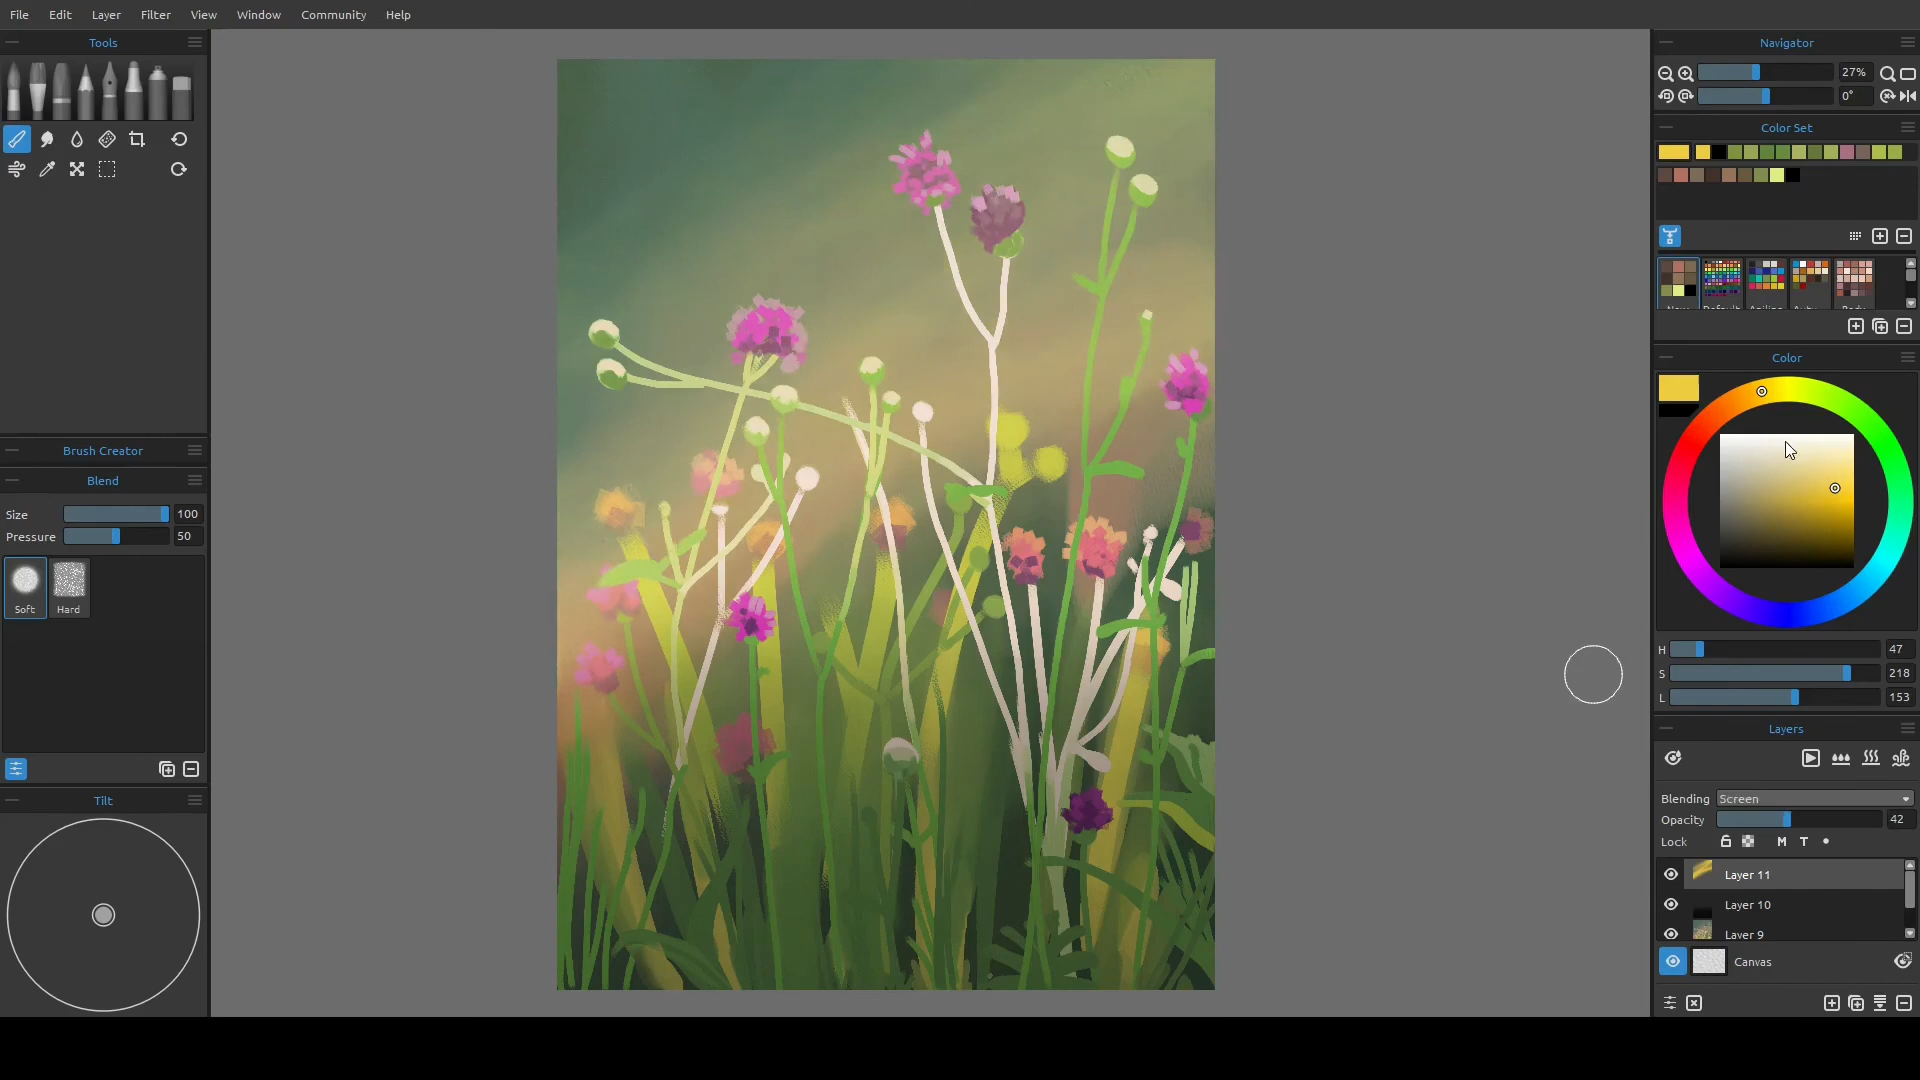 File Edit Layer Filter View Window Community Help
Tools
Brush Creator
Blend
Size 100
Pressure 50
Soft Hard
Tilt
Navigator
27%
0°
Color Set
Color
H 47
S 218
L 153
Layers
Blending Screen
Opacity 42
Lock M T
Layer 11
Layer 10
Layer 9
Canvas